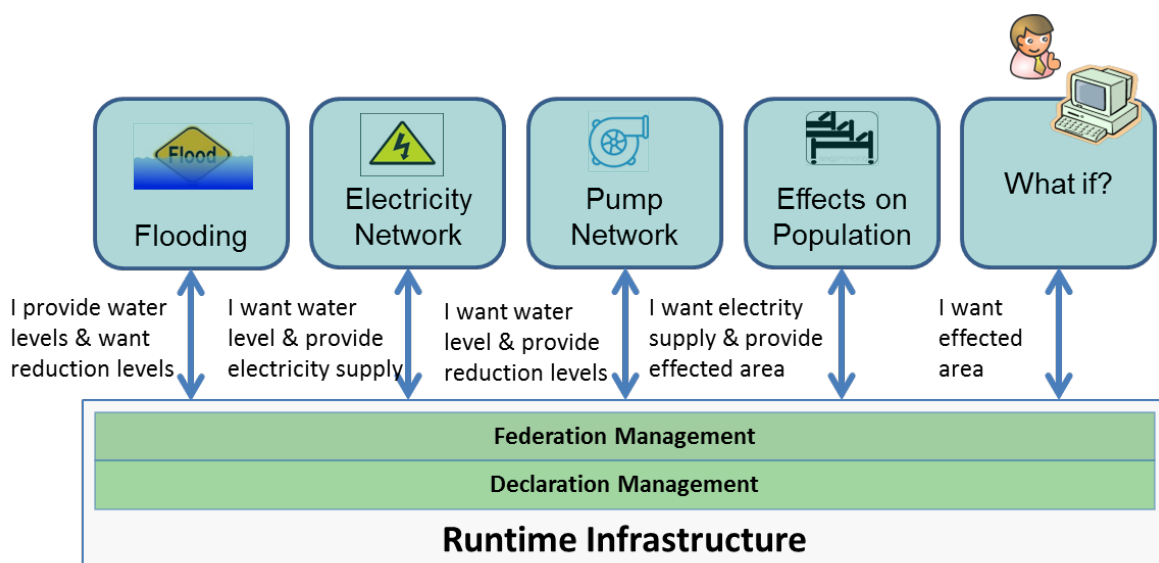 Flood
Flooding
Electricity
Network
Pump
Network
Effects on
Population
What if?
I provide water
levels & want
reduction levels
I want water
level & provide
electricity supply
I want water
level & provide
reduction levels
I want electrity
supply & provide
effected area
I want
effected
area
Federation Management
Declaration Management
Runtime Infrastructure